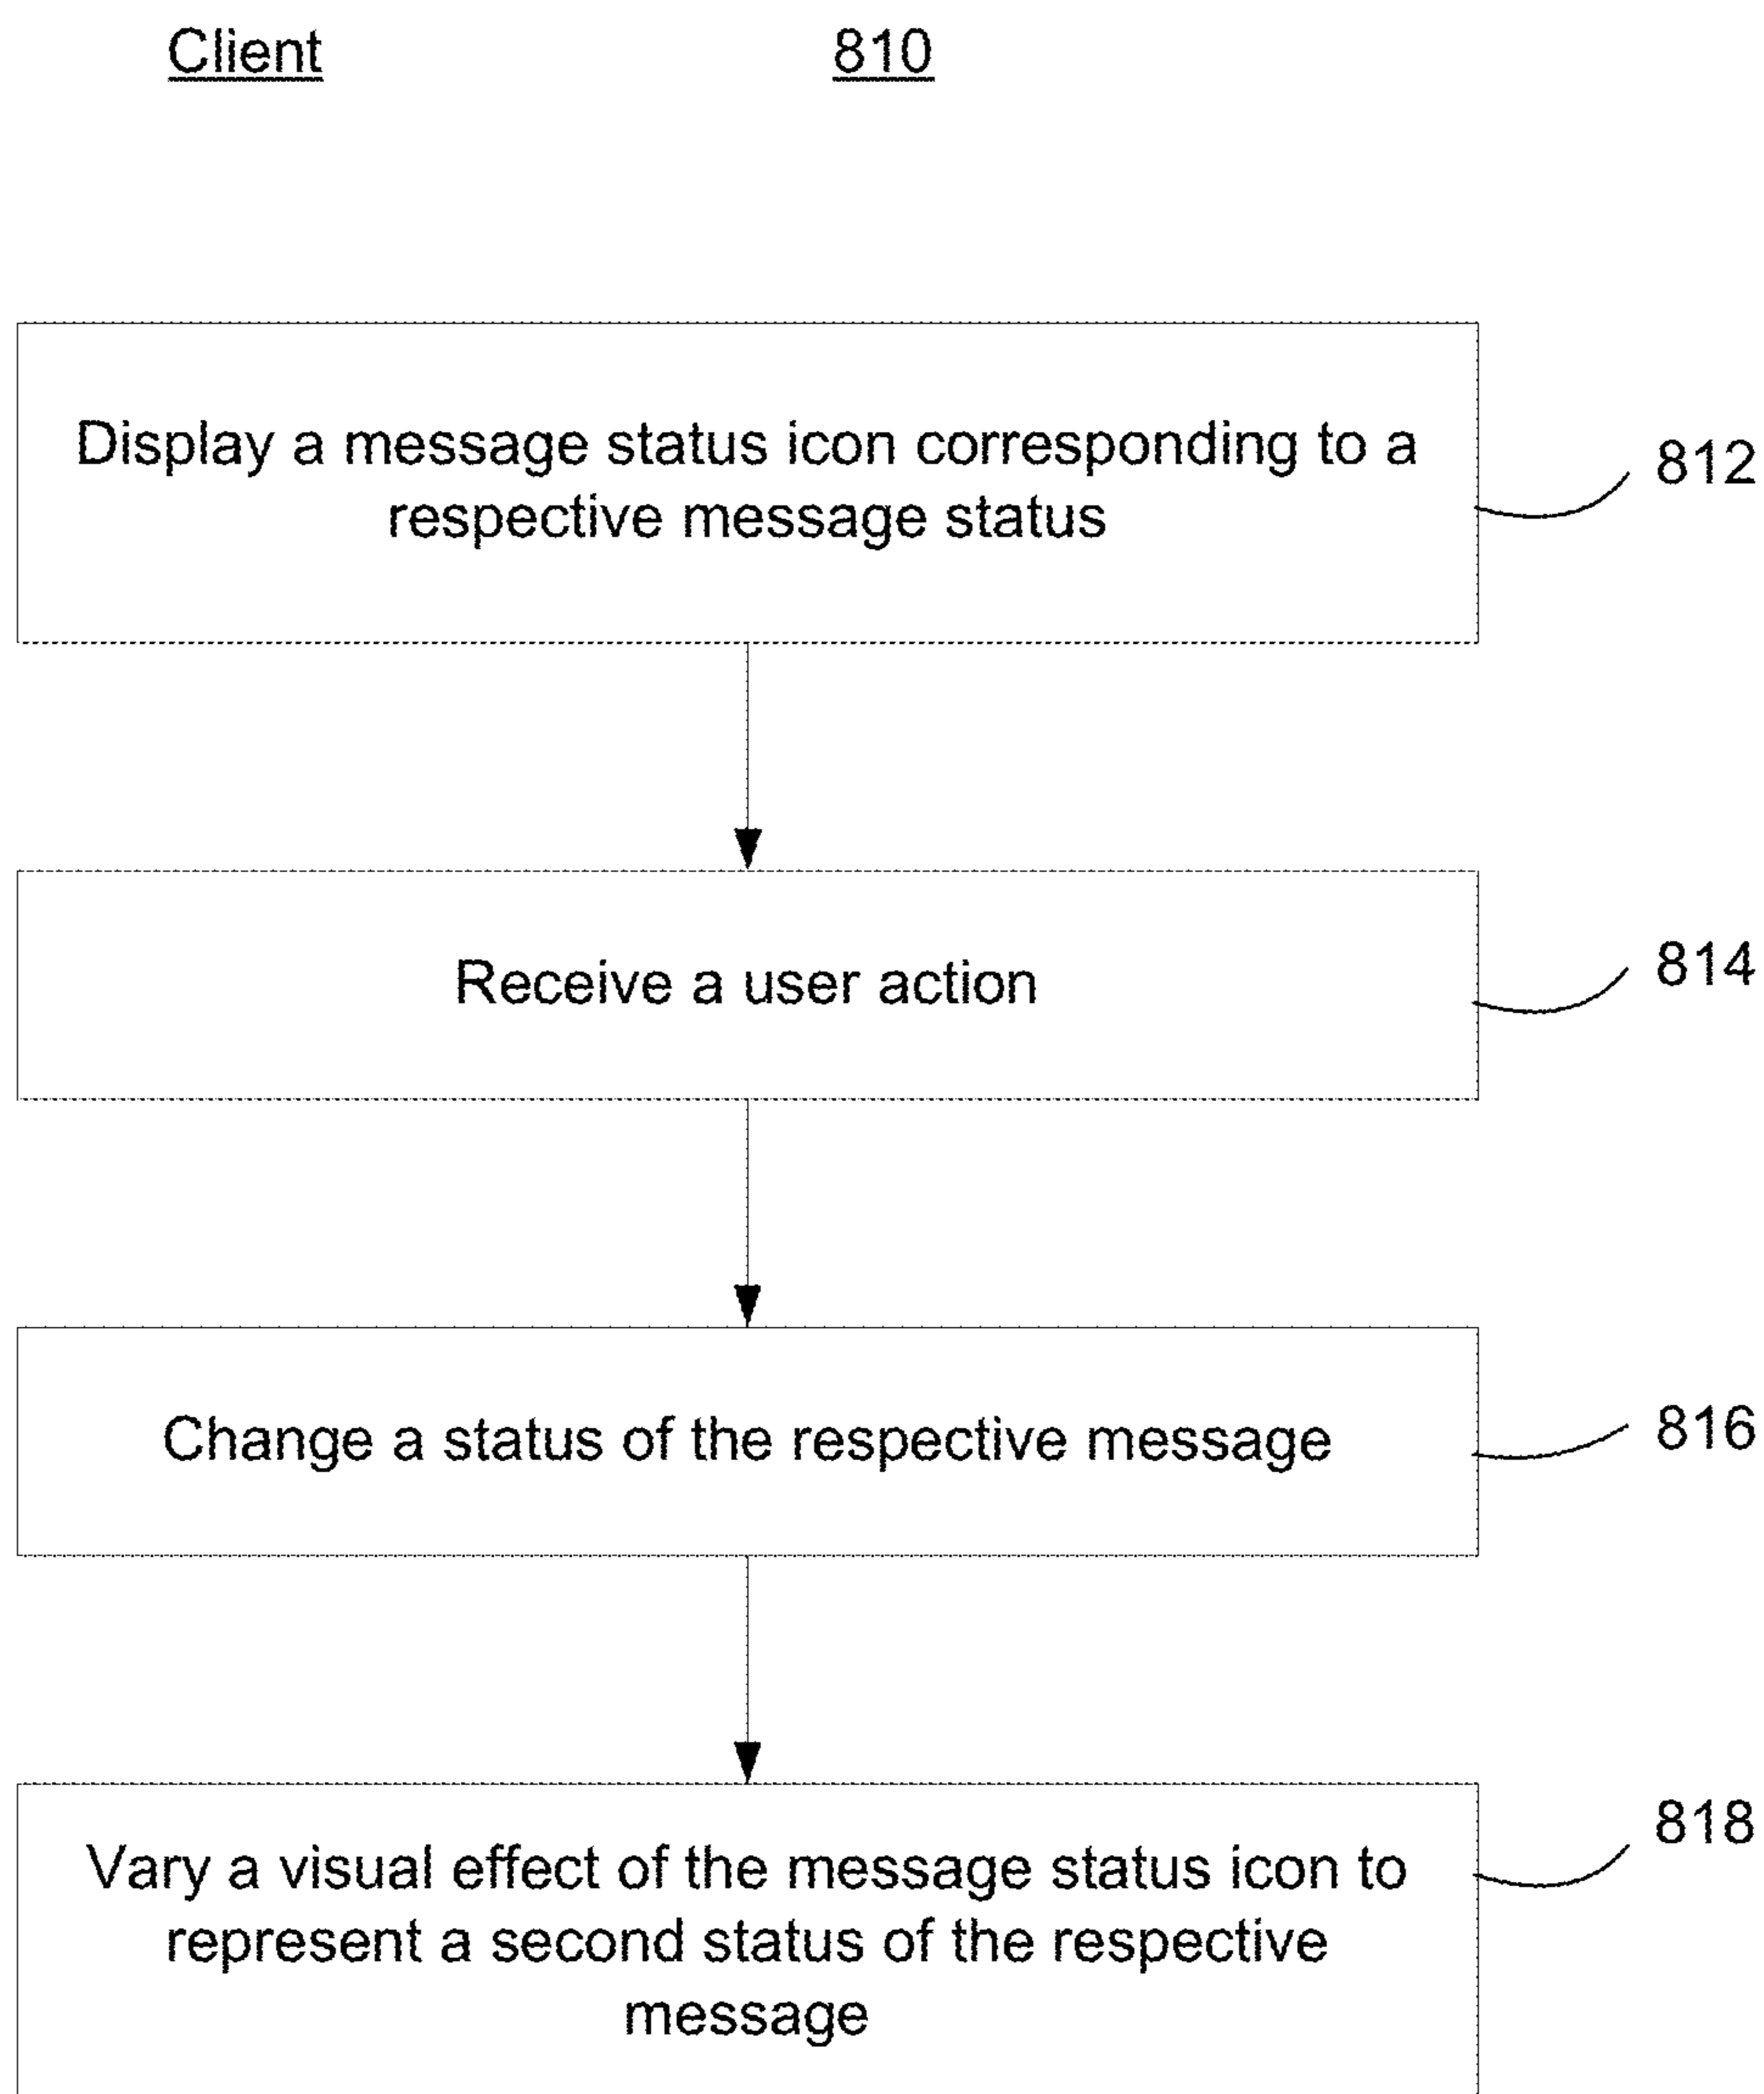 Client 810
Display a message status icon corresponding to a
respective message status
812
Receive a user action
814
Change a status of the respective message
816
Vary a visual effect of the message status icon to
represent a second status of the respective
message
818